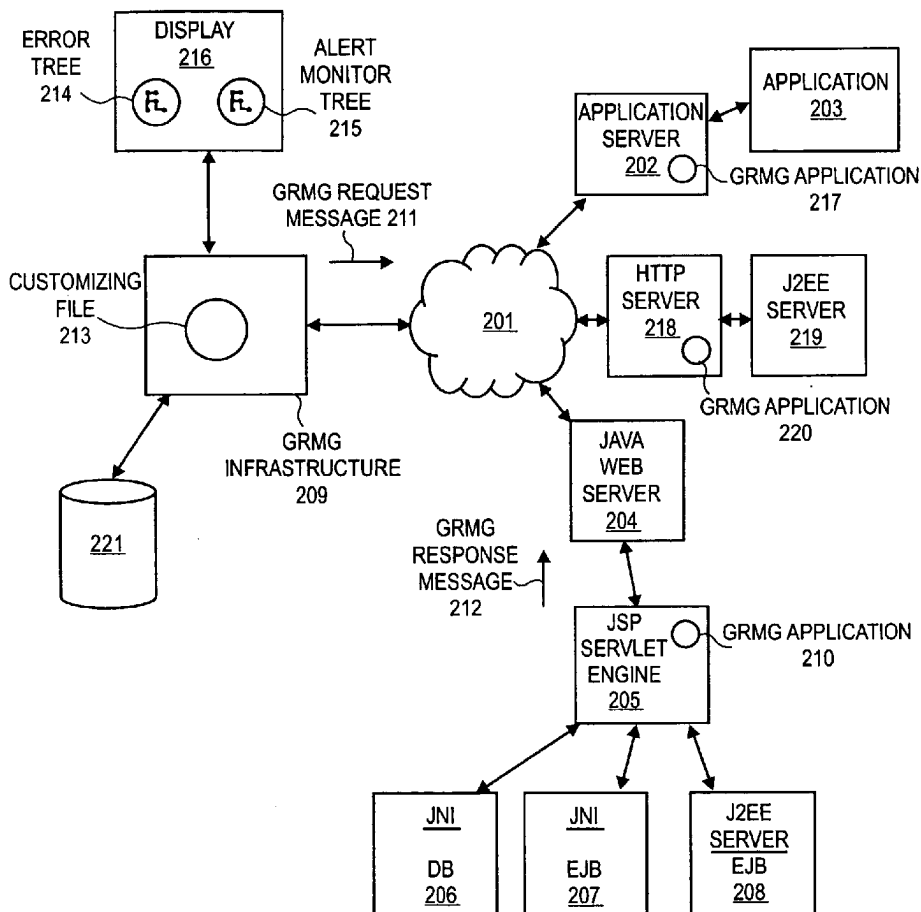 ERROR
TREE
214
DISPLAY
216
ALERT
MONITOR
TREE
215
APPLICATION
SERVER
202
APPLICATION
203
GRMG APPLICATION
217
GRMG REQUEST
MESSAGE 211
CUSTOMIZING
FILE
213
201
HTTP
SERVER
218
J2EE
SERVER
219
GRMG APPLICATION
220
GRMG
INFRASTRUCTURE
209
221
JAVA
WEB
SERVER
204
GRMG
RESPONSE
MESSAGE
212
JSP
SERVLET
ENGINE
205
GRMG APPLICATION
210
JNI
DB
206
JNI
EJB
207
J2EE
SERVER
EJB
208